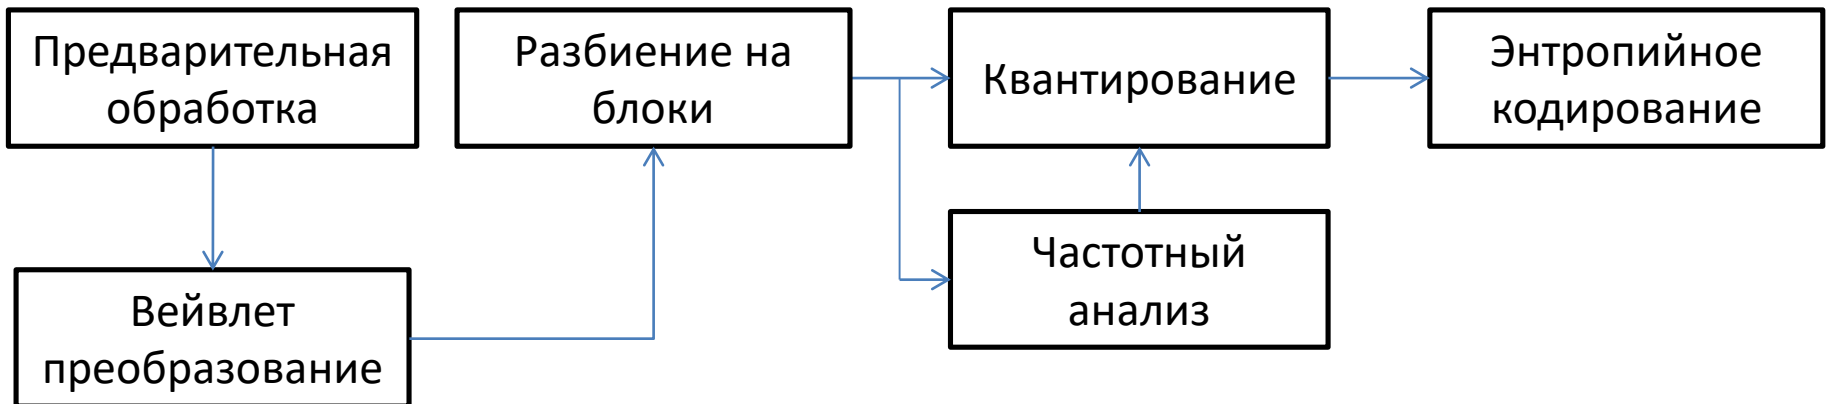 Предварительная
обработка
Разбиение на
блоки
Квантирование
Энтропийное
кодирование
Вейвлет
преобразование
Частотный
анализ